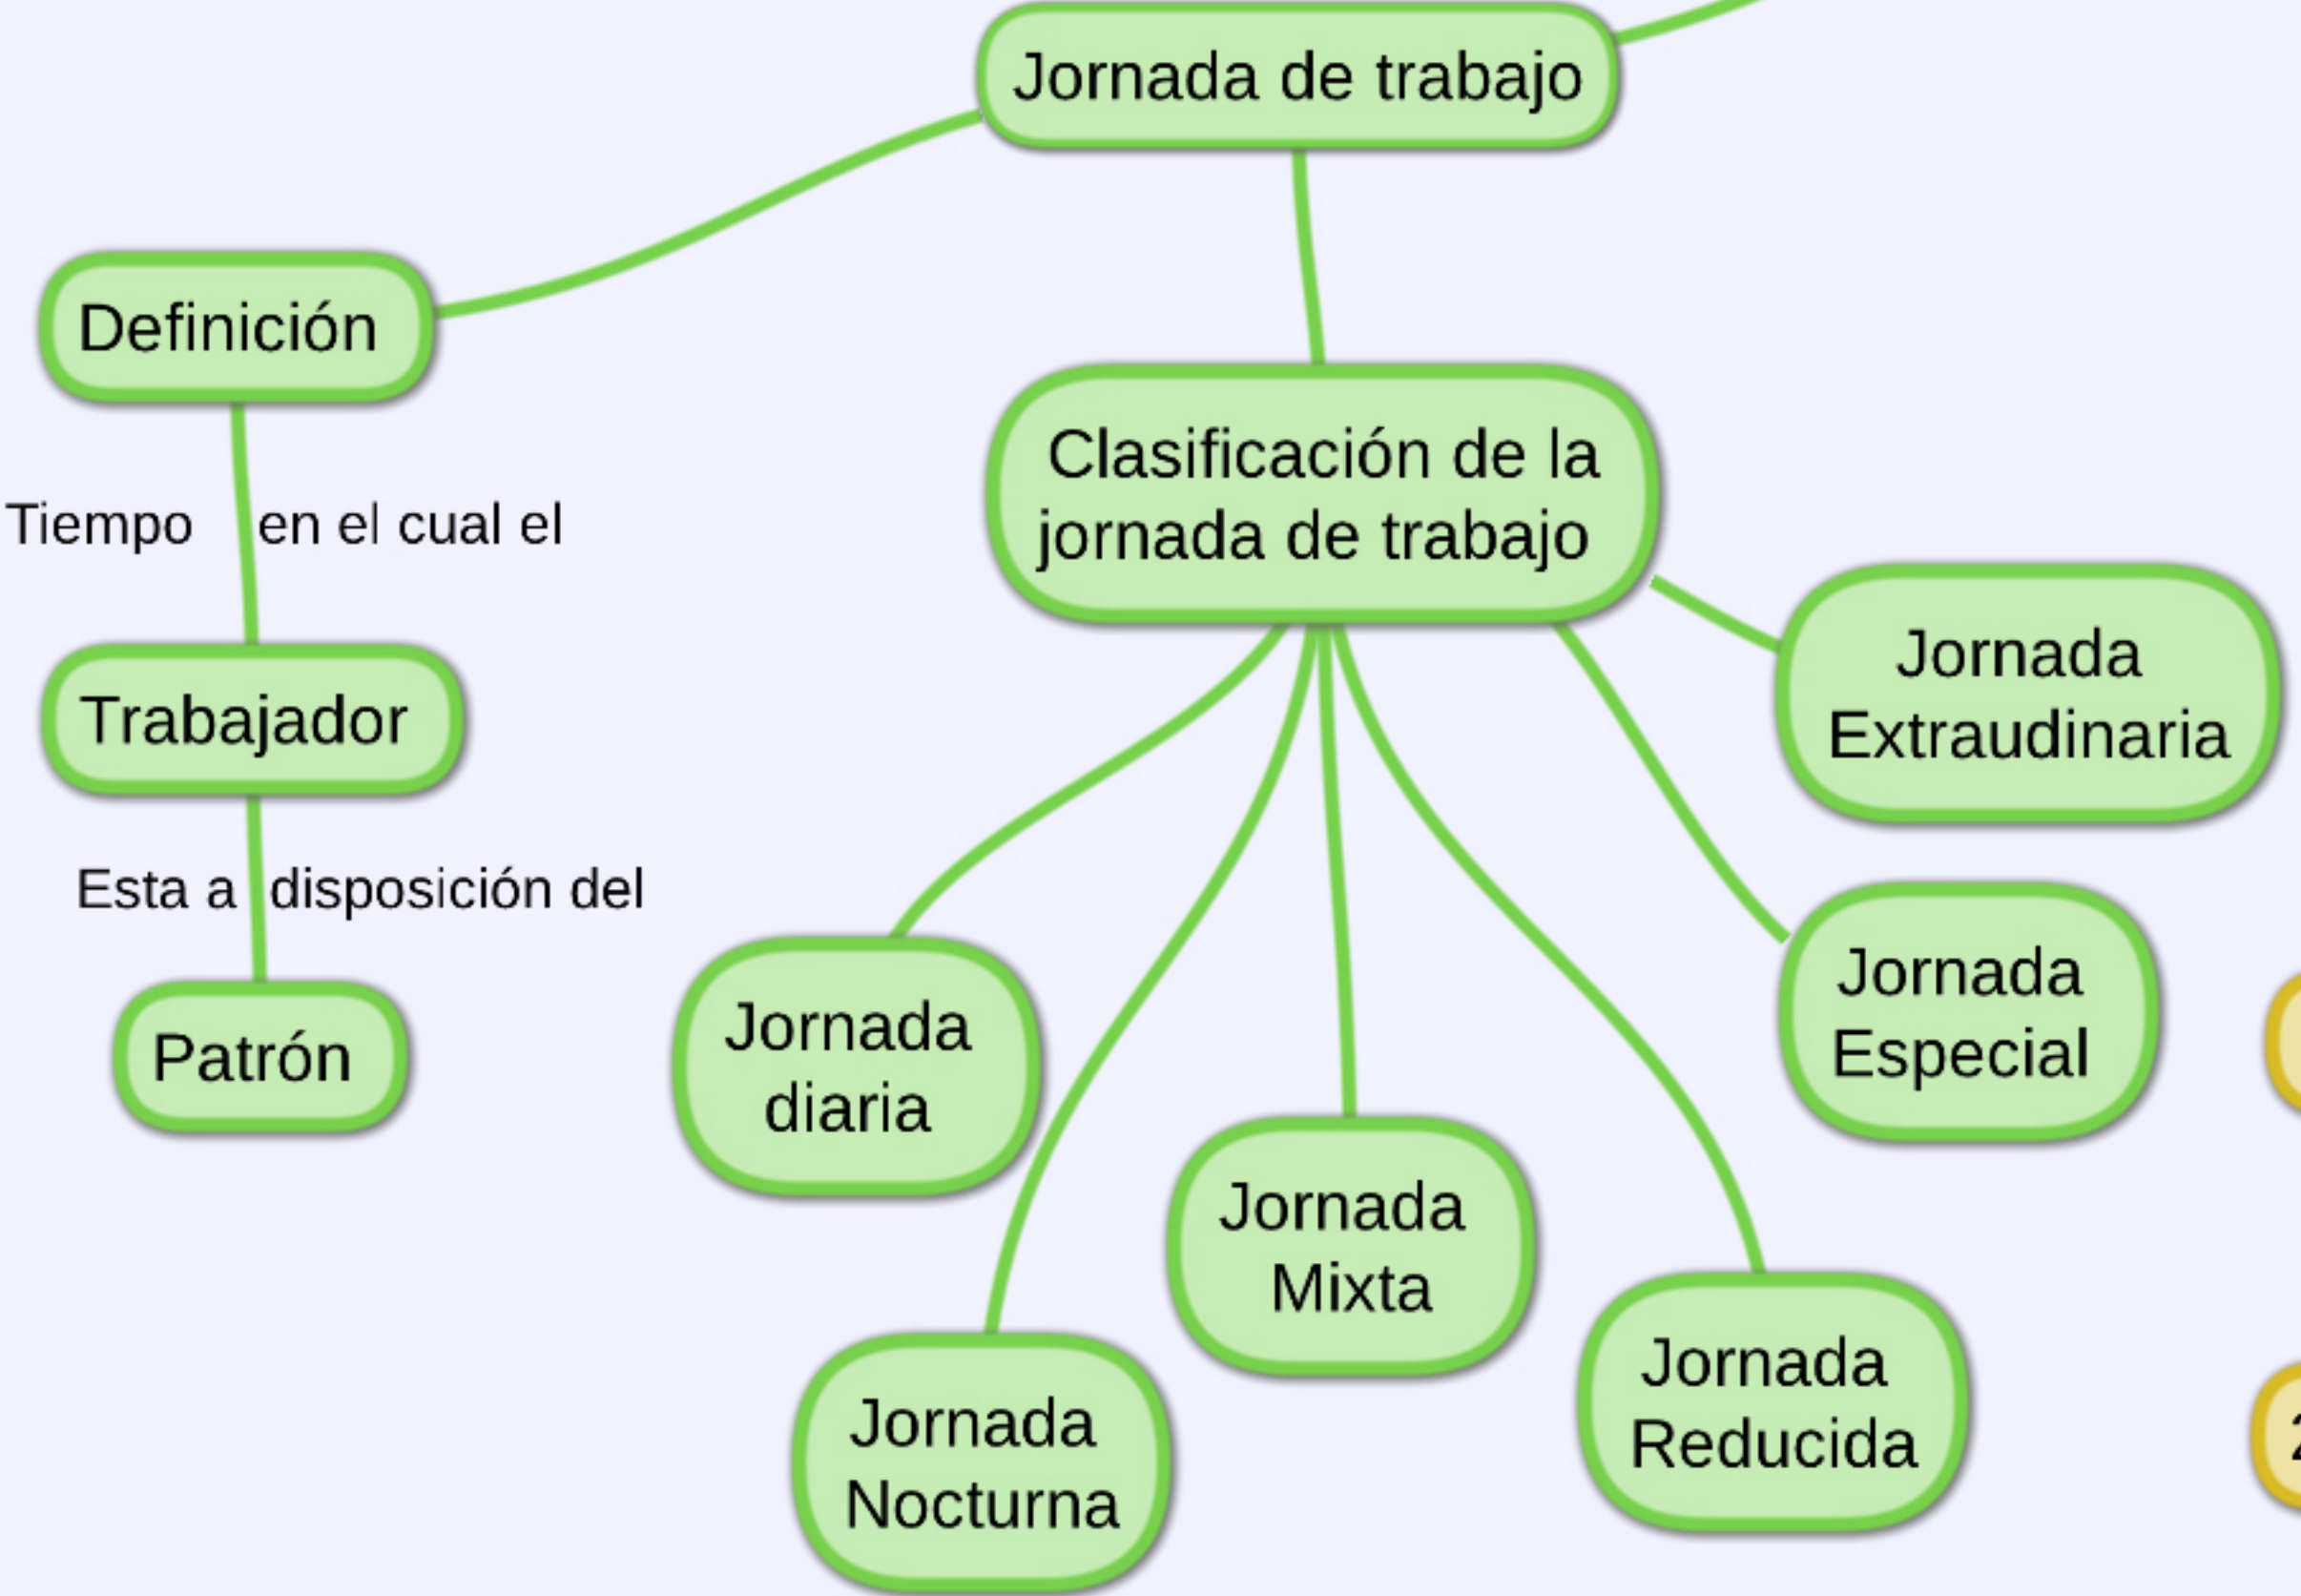 Jornada de trabajo
Definición
Tiempo en el cual el
Trabajador
Esta a disposición del
Patrón
Clasificación de la
jornada de trabajo
Jornada
diaria
Jornada
Nocturna
Jornada
Mixta
Jornada
Reducida
Jornada
Especial
Jornada
Extraudinaria